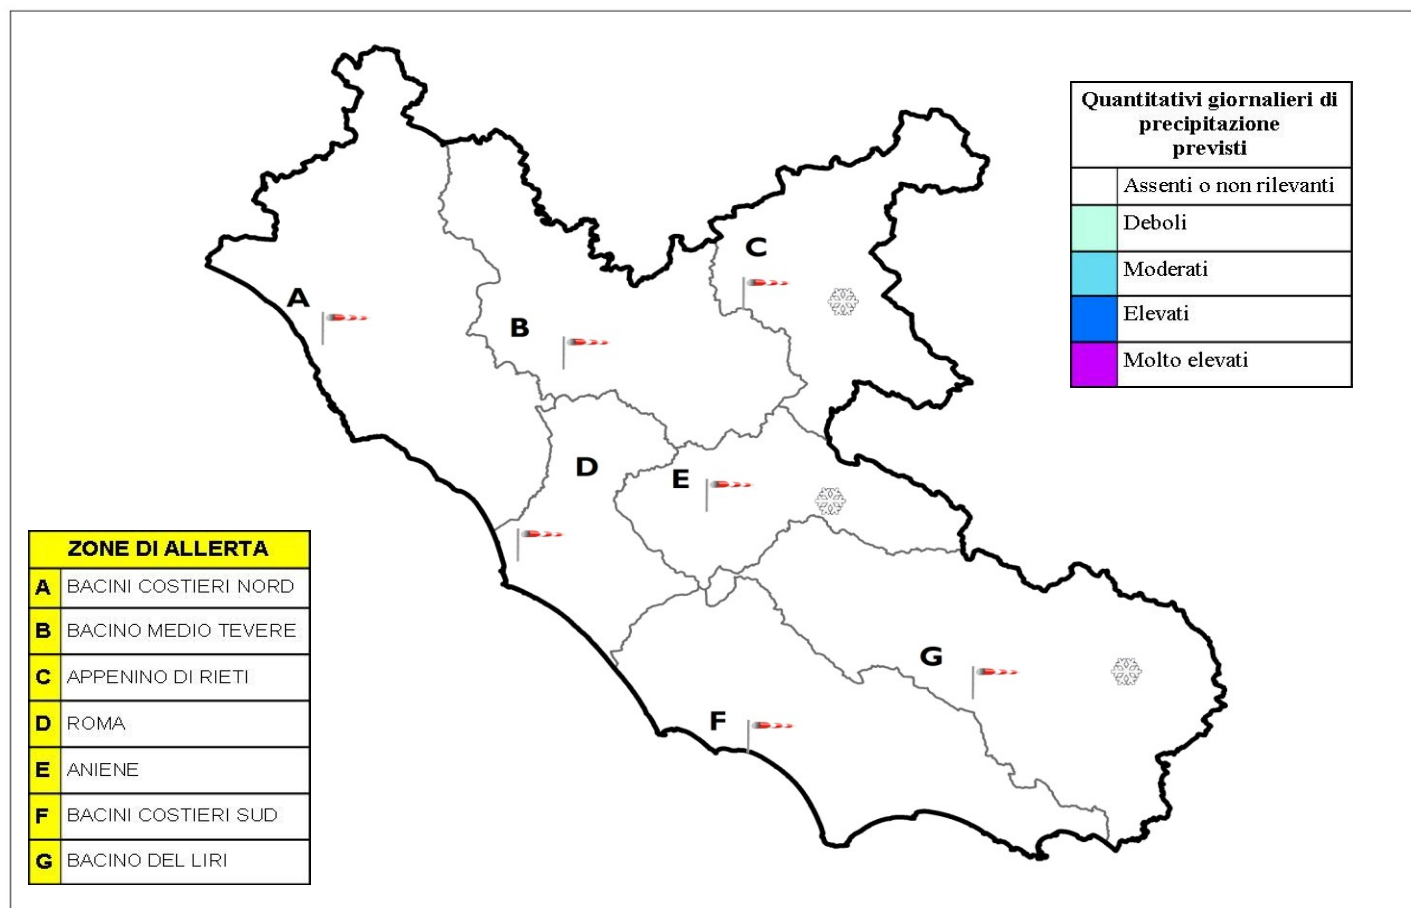 Quantitativi giornalieri di
precipitazione
previsti
Assenti o non rilevanti
Deboli
Moderati
Elevati
Molto elevati
C
A
B
D
E
G
F
ZONE DI ALLERTA
A BACINI COSTIERI NORD
B BACINO MEDIO TEVERE
C APPENINO DI RIETI
D ROMA
E ANIENE
F BACINI COSTIERI SUD
G BACINO DEL LIRI